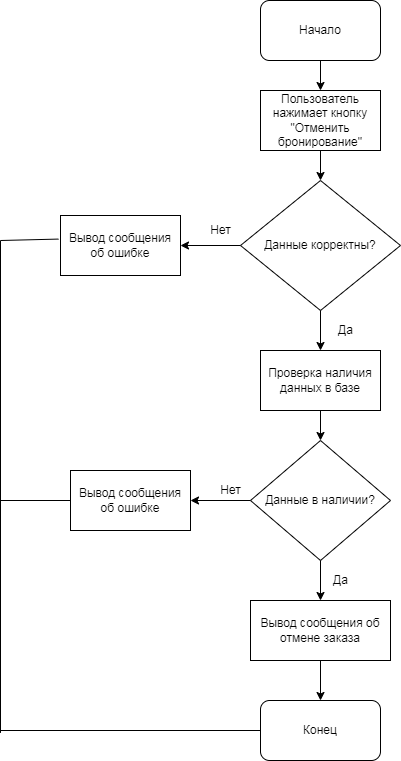 Начало
Пользователь
нажимает кнопку
"Отменить
бронирование"
Данные корректны?
Нет
Вывод сообщения
об ошибке
Да
Проверка наличия
данных в базе
Данные в наличии?
Нет
Вывод сообщения
об ошибке
Да
Вывод сообщения об
отмене заказа
Конец